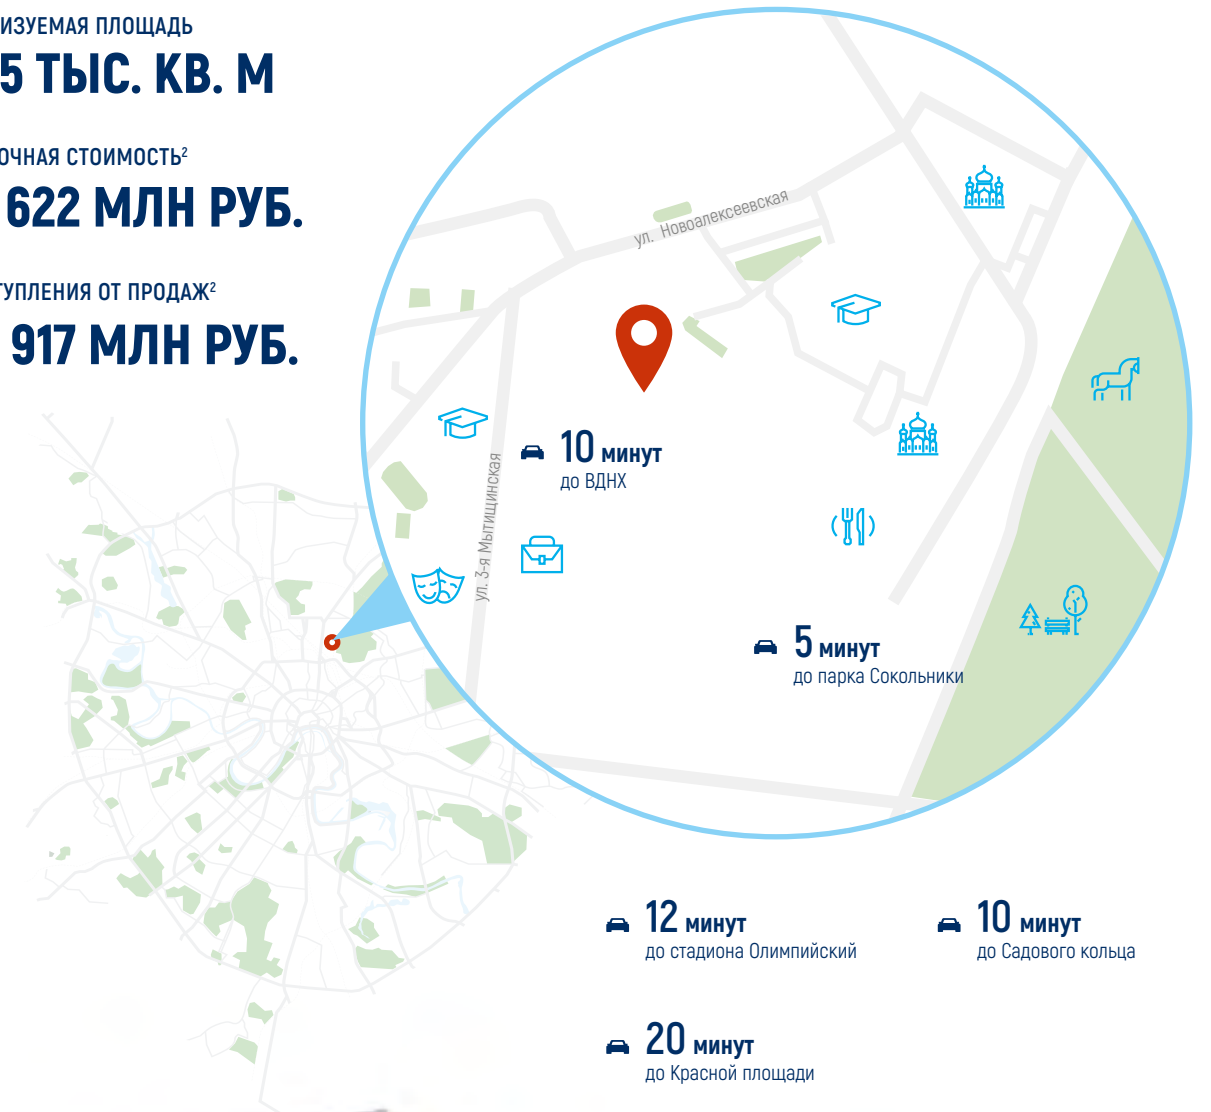 ИЗУЕМАЯ ПЛОЩАДЬ
5 ТЫС. КВ. М
ОЧНАЯ СТОИМОСТЬ²
622 МЛН РУБ.
ТУПЛЕНИЯ ОТ ПРОДАЖ²
917 МЛН РУБ.
ул. Новоалексеевская
ул. 3-я Мытищинская
10 минут
до ВДНХ
5 минут
до парка Сокольники
12 минут
до стадиона Олимпийский
10 минут
до Садового кольца
20 минут
до Красной площади